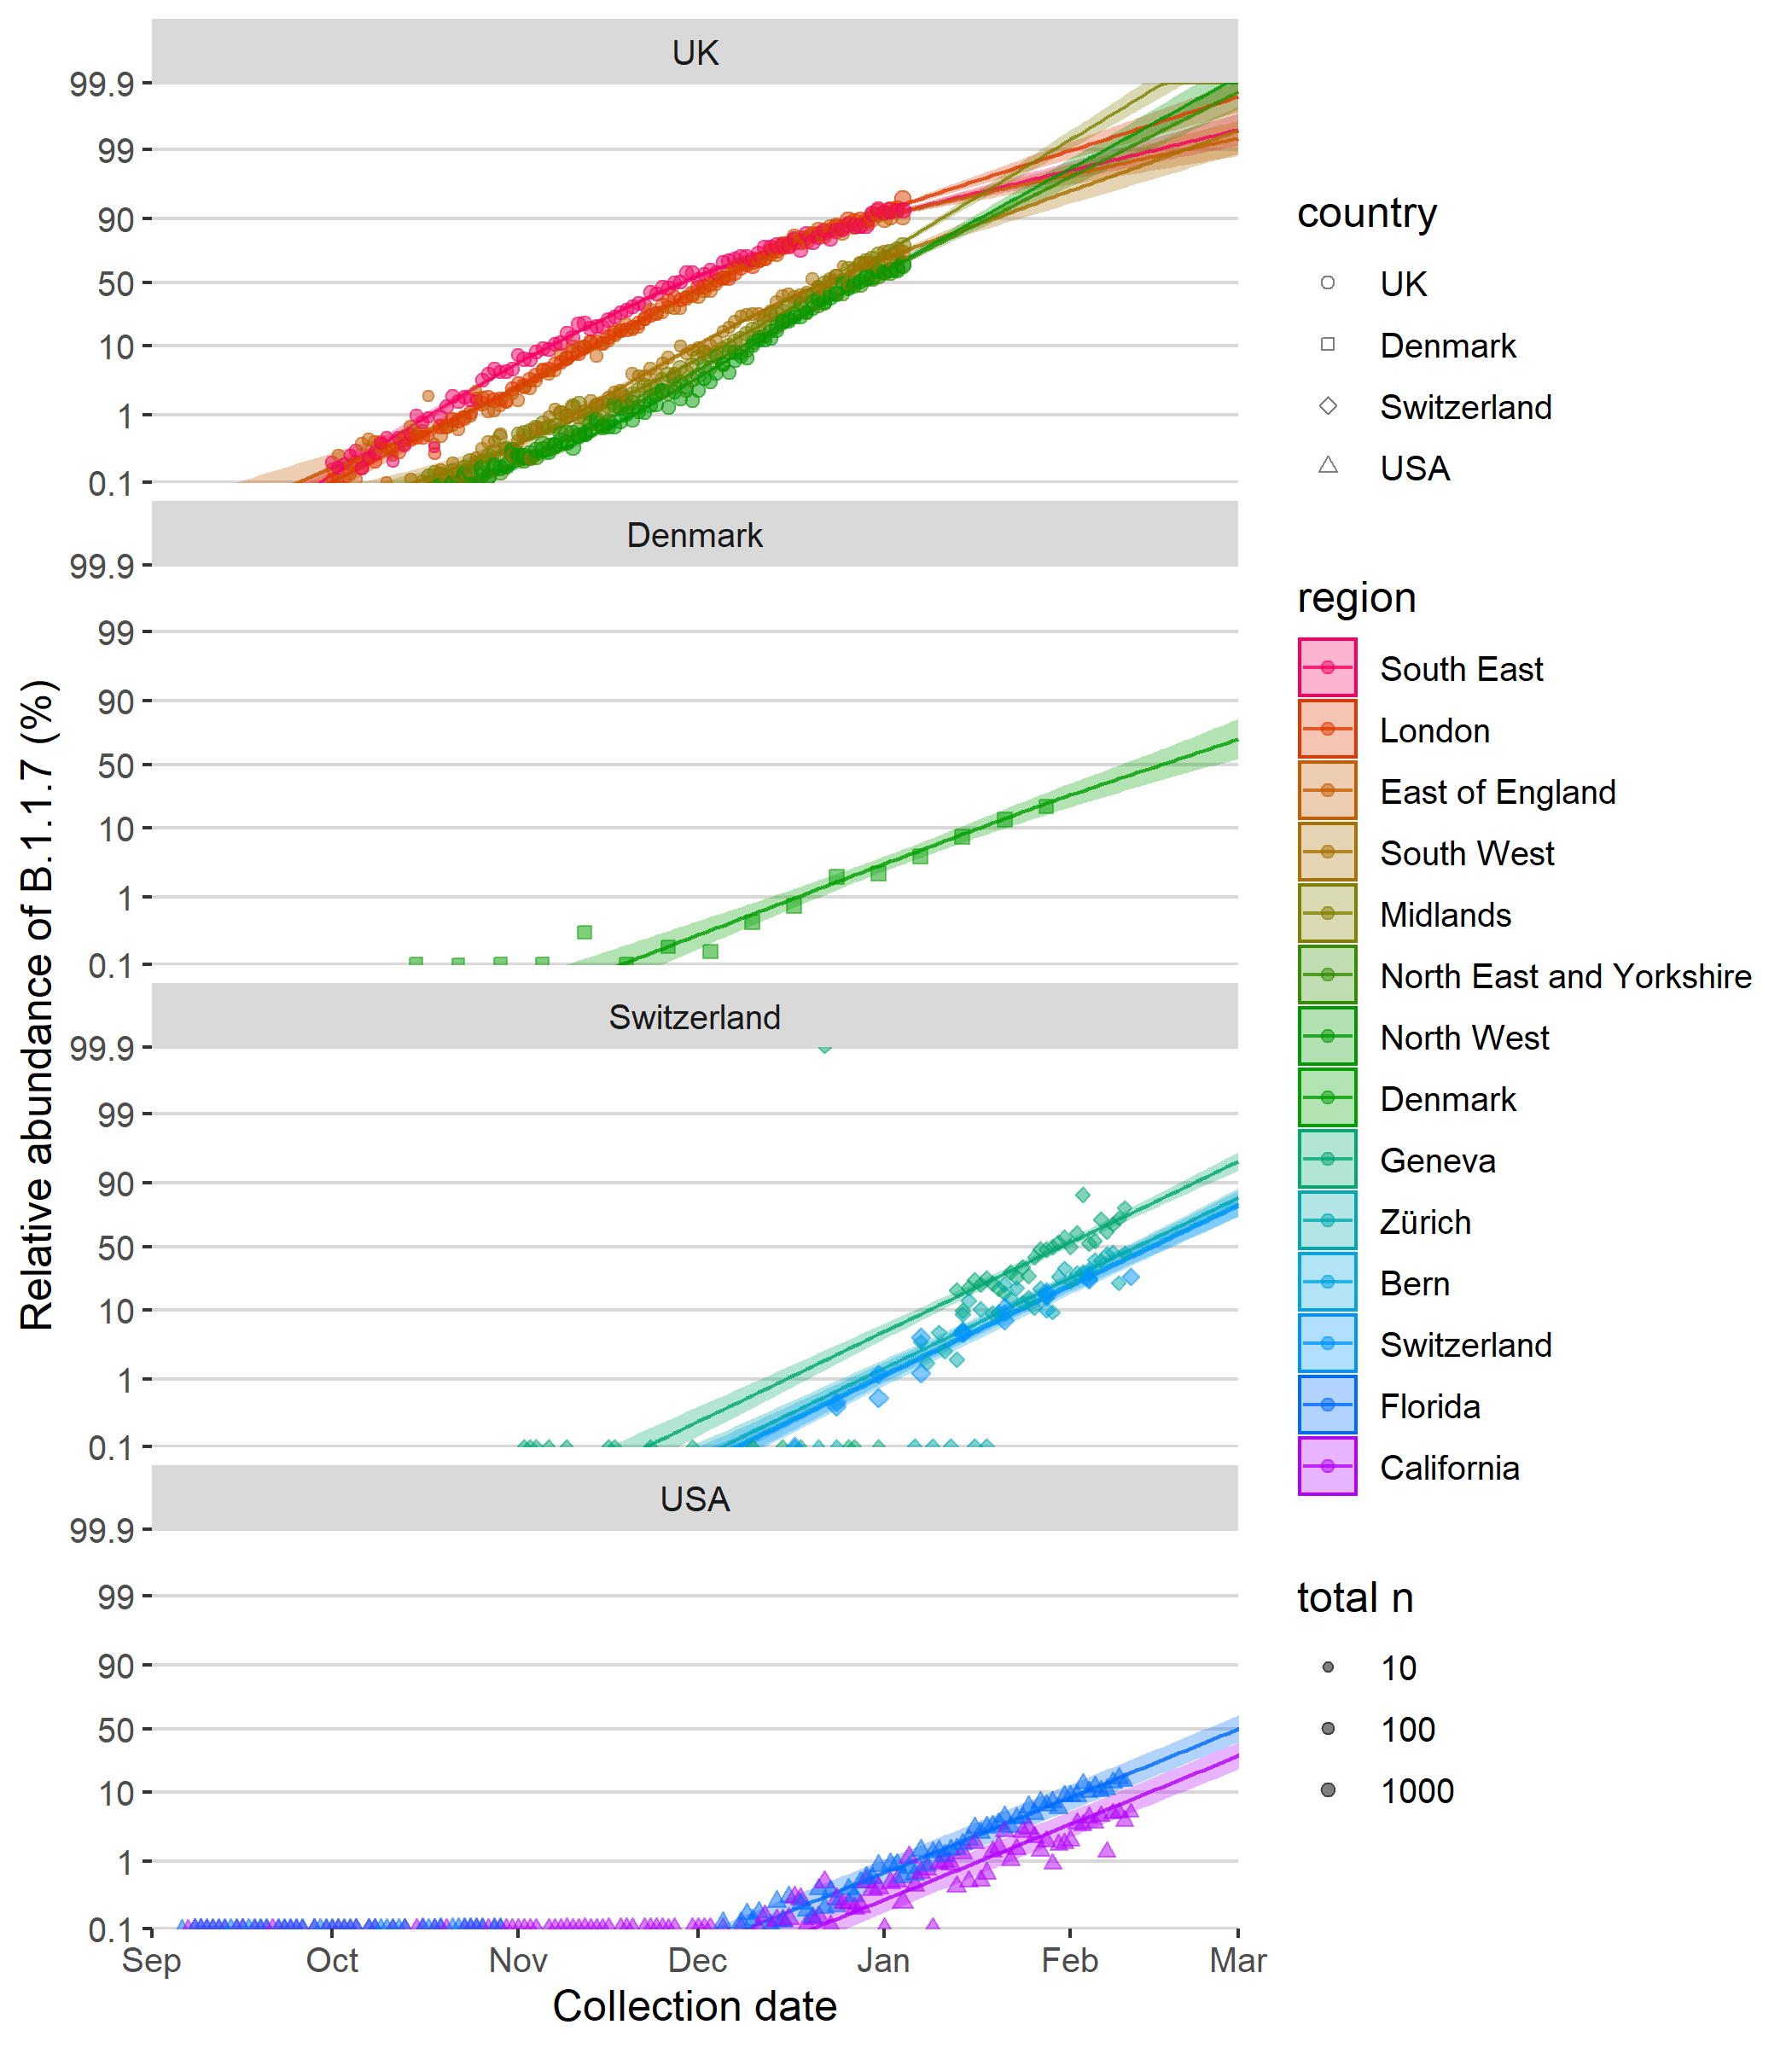 UK
99.9
99
90
50
10
1
0.1
Denmark
99.9
99
90
50
10
1
0.1
Switzerland
99.9
99
90
50
10
1
0.1
USA
99.9
99
90
50
10
1
0.1
Sep Oct Nov Dec Jan Feb Mar
Collection date
Relative abundance of B.1.1.7 (%)
country
UK
Denmark
Switzerland
USA
region
South East
London
East of England
South West
Midlands
North East and Yorkshire
North West
Denmark
Geneva
Zürich
Bern
Switzerland
Florida
California
total n
10
100
1000